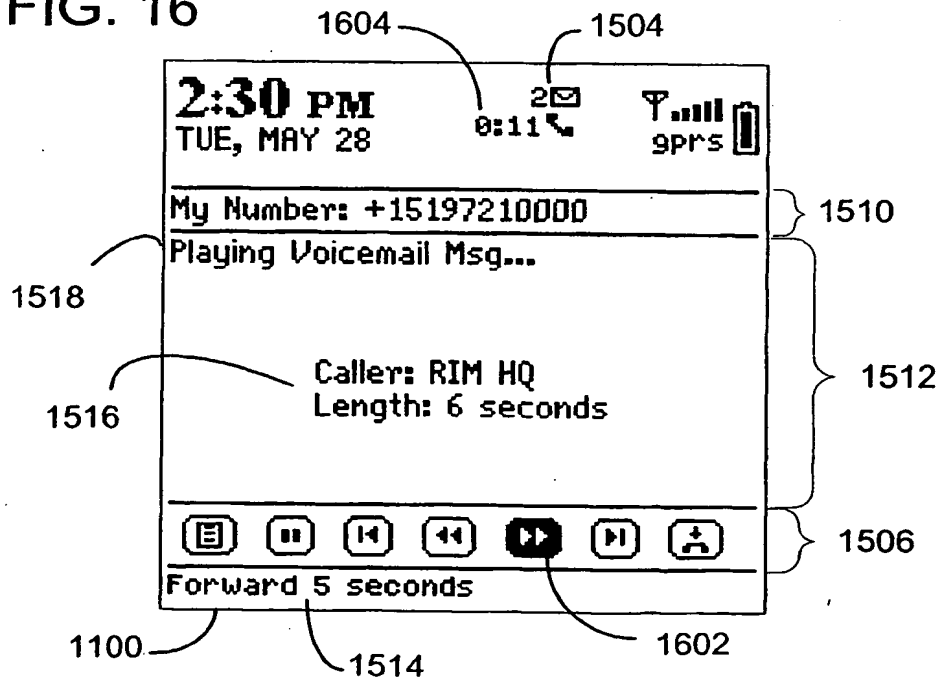 FIG. 16
1604
1504
2:30 PM
2
TUE, MAY 28
0:11
gprs
My Number: +15197210000
1510
Playing Voicemail Msg...
1518
1512
Caller: RIM HQ
1516
Length: 6 seconds
1506
Forward 5 seconds
1100
1514
1602